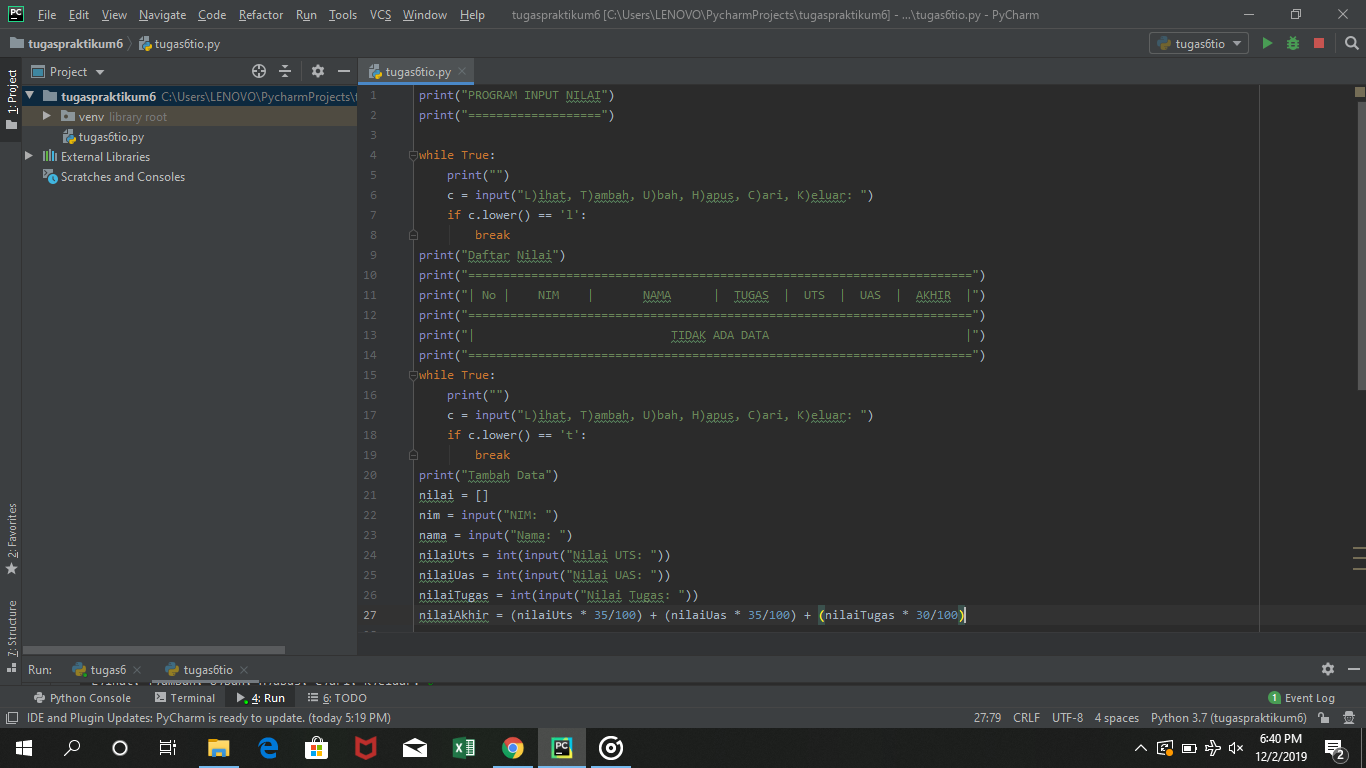 PC File Edit View Navigate Code Refactor Run Tools VCS Window Help tugaspraktikum6 [C:\Users\LENOVO\PycharmProjects\tugaspraktikum6] - ...\tugas6tio.py - PyCharm
tugaspraktikum6 tugas6tio.py tugas6tio
1: Project
Project
tugaspraktikum6 C:\Users\LENOVO\PycharmProjects\t
venv library root
tugas6tio.py
External Libraries
Scratches and Consoles
2: Favorites
7: Structure
tugas6tio.py
1 print("PROGRAM INPUT NILAI")
2 print("===================")
3
4 while True:
5 print("")
6 c = input("L)ihat, T)ambah, U)bah, H)apus, C)ari, K)eluar: ")
7 if c.lower() == 'l':
8 break
9 print("Daftar Nilai")
10 print("========================================================================")
11 print("| No |    NIM    |       NAMA      |  TUGAS  |  UTS  |  UAS  |  AKHIR  |")
12 print("========================================================================")
13 print("|                            TIDAK ADA DATA                            |")
14 print("========================================================================")
15 while True:
16 print("")
17 c = input("L)ihat, T)ambah, U)bah, H)apus, C)ari, K)eluar: ")
18 if c.lower() == 't':
19 break
20 print("Tambah Data")
21 nilai = []
22 nim = input("NIM: ")
23 nama = input("Nama: ")
24 nilaiUts = int(input("Nilai UTS: "))
25 nilaiUas = int(input("Nilai UAS: "))
26 nilaiTugas = int(input("Nilai Tugas: "))
27 nilaiAkhir = (nilaiUts * 35/100) + (nilaiUas * 35/100) + (nilaiTugas * 30/100)
Run: tugas6 tugas6tio
Python Console Terminal 4: Run 6: TODO 1 Event Log
IDE and Plugin Updates: PyCharm is ready to update. (today 5:19 PM) 27:79 CRLF UTF-8 4 spaces Python 3.7 (tugaspraktikum6)
PC
6:40 PM
12/2/2019
2